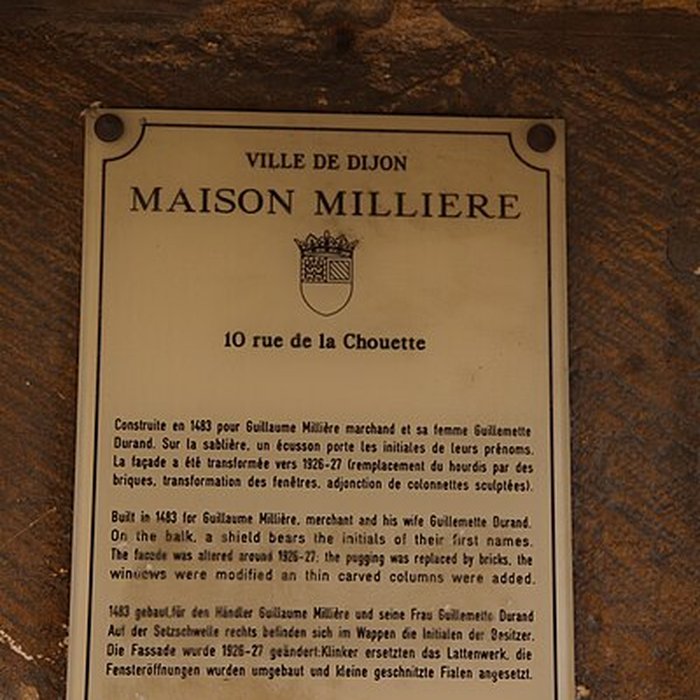 VILLE DE DIJON
MAISON MILLIERE
10 rue de la Chouette
Construite en 1483 pour Guillaume Millière marchand et sa femme Guillemette
Durand. Sur la sablière, un écusson porte les initiales de leurs prénoms.
La façade a été transformée vers 1926-27 (remplacement du hourdis par des
briques, transformation des fenêtres, adjonction de colonnettes sculptées).
Built in 1483 for Guillaume Millière, merchant and his wife Guillemette Durand.
On the balk, a shield bears the initials of their first names.
The facade was altered around 1926-27: the pugging was replaced by bricks, the
windows were modified an thin carved columns were added.
1483 gebaut,für den Händler Guillaume Millière und seine Frau Guillemette Durand
Auf der Setzschwelle rechts befinden sich im Wappen die Initialen der Besitzer.
Die Fassade wurde 1926-27 geändert:Klinker ersetzten das Lattenwerk, die
Fensteröffnungen wurden umgebaut und kleine geschnitzte Fialen angesetzt.